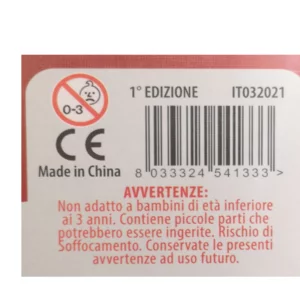 1° EDIZIONE IT032021
0-3
CE
Made in China
8 033324 541333 >
AVVERTENZE:
Non adatto a bambini di età inferiore
ai 3 anni. Contiene piccole parti che
potrebbero essere ingerite. Rischio di
Soffocamento. Conservate le presenti
avvertenze ad uso futuro.